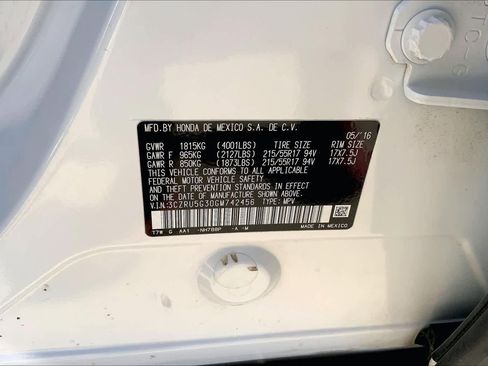 MFD.BY HONDA DE MEXICO S.A. DE C.V. 05/'16
GVWR 1815KG (4001LBS) TIRE SIZE RIM SIZE
GAWR F 965KG (2127LBS) 215/55R17 94V 17X7.5J
GAWR R 850KG (1873LBS) 215/55R17 94V 17X7.5J
THIS VEHICLE CONFORMS TO ALL APPLICABLE
FEDERAL MOTOR VEHICLE SAFETY
AND THEFT PREVENTION STANDARDS IN EFFECT
ON THE DATE OF MANUFACTURE SHOWN ABOVE.
V.I.N:3CZRU5G30GM742456 TYPE: MPV
T7W G AA1 -NH788P -A -M MADE IN MEXICO